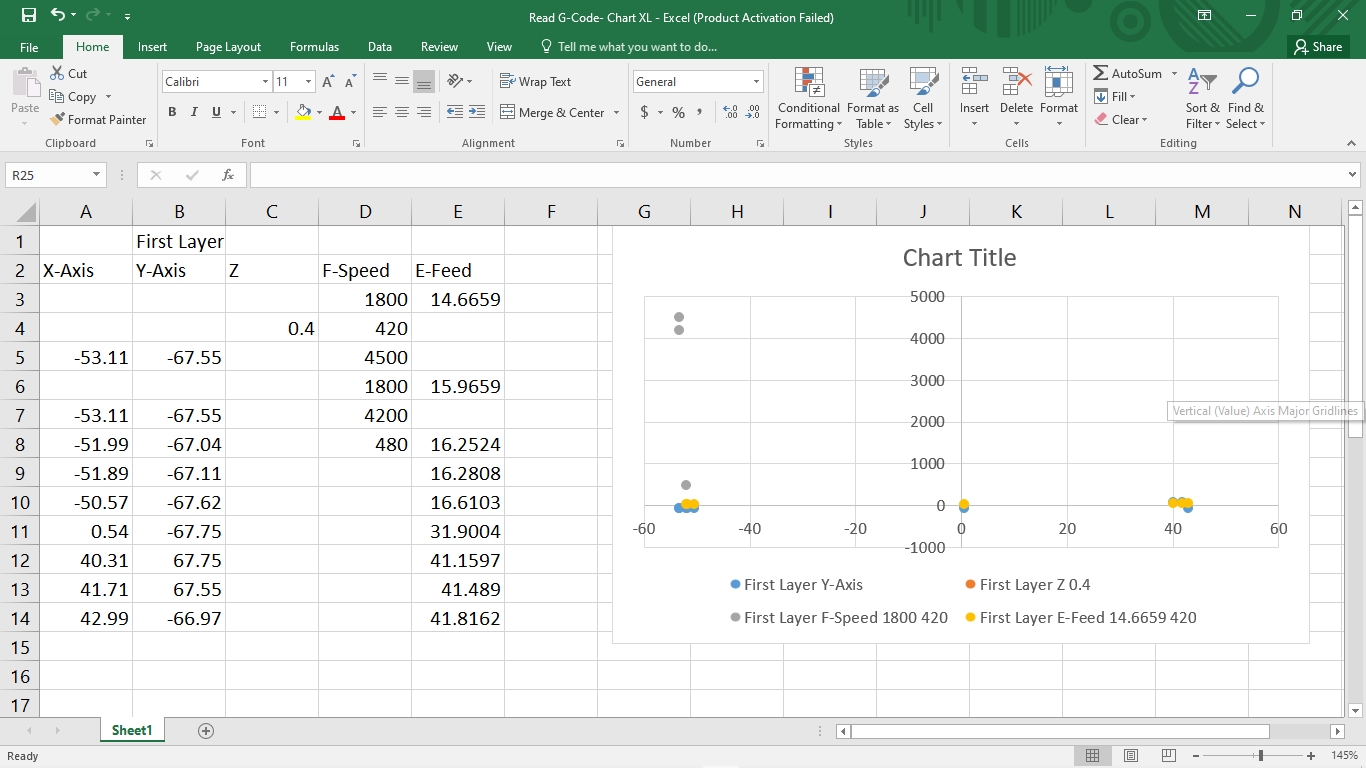 Read G-Code- Chart XL - Excel (Product Activation Failed)
File Home Insert Page Layout Formulas Data Review View Tell me what you want to do... Share
Paste Cut Copy Format Painter
Calibri 11 B I U
Wrap Text Merge & Center
General $ % ,
Conditional Formatting Format as Table Cell Styles
Insert Delete Format
AutoSum Fill Clear Sort & Filter Find & Select
Clipboard Font Alignment Number Styles Cells Editing
R25 fx
A B C D E F G H I J K L M N
1 First Layer
2 X-Axis Y-Axis Z F-Speed E-Feed
3 1800 14.6659
4 0.4 420
5 -53.11 -67.55 4500
6 1800 15.9659
7 -53.11 -67.55 4200
8 -51.99 -67.04 480 16.2524
9 -51.89 -67.11 16.2808
10 -50.57 -67.62 16.6103
11 0.54 -67.75 31.9004
12 40.31 67.75 41.1597
13 41.71 67.55 41.489
14 42.99 -66.97 41.8162
15
16
17
Chart Title
5000
4000
3000
Vertical (Value) Axis Major Gridlines
2000
1000
0
-60 -40 -20 0 20 40 60
-1000
First Layer Y-Axis First Layer Z 0.4
First Layer F-Speed 1800 420 First Layer E-Feed 14.6659 420
Sheet1
Ready 145%